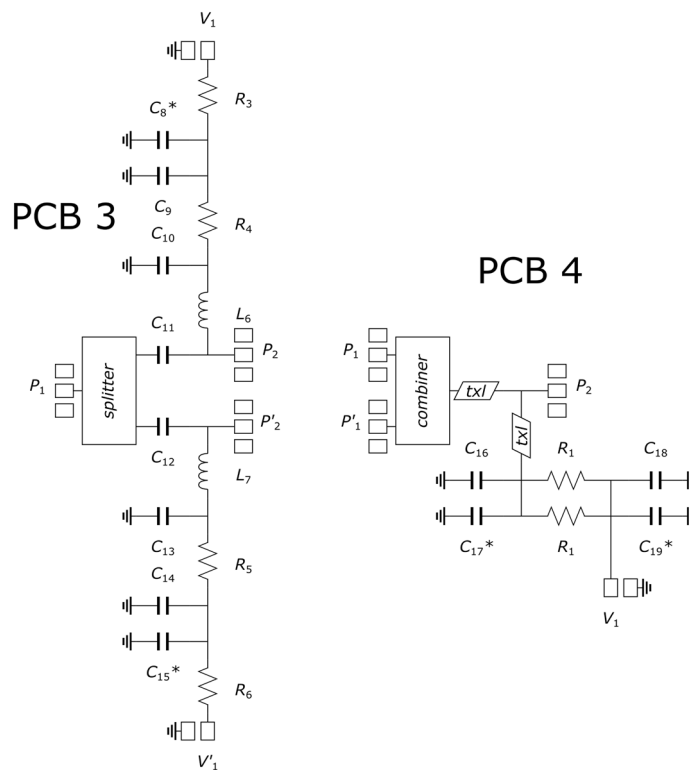 V₁
R₃
C₈*
PCB 3
C₉
R₄
C₁₀
L₆
C₁₁
P₂
P₁
splitter
P'₂
C₁₂
L₇
C₁₃
R₅
C₁₄
C₁₅*
R₆
V'₁
PCB 4
P₁
combiner
txl
P₂
P'₁
txl
C₁₆
R₁
C₁₈
C₁₇*
R₁
C₁₉*
V₁